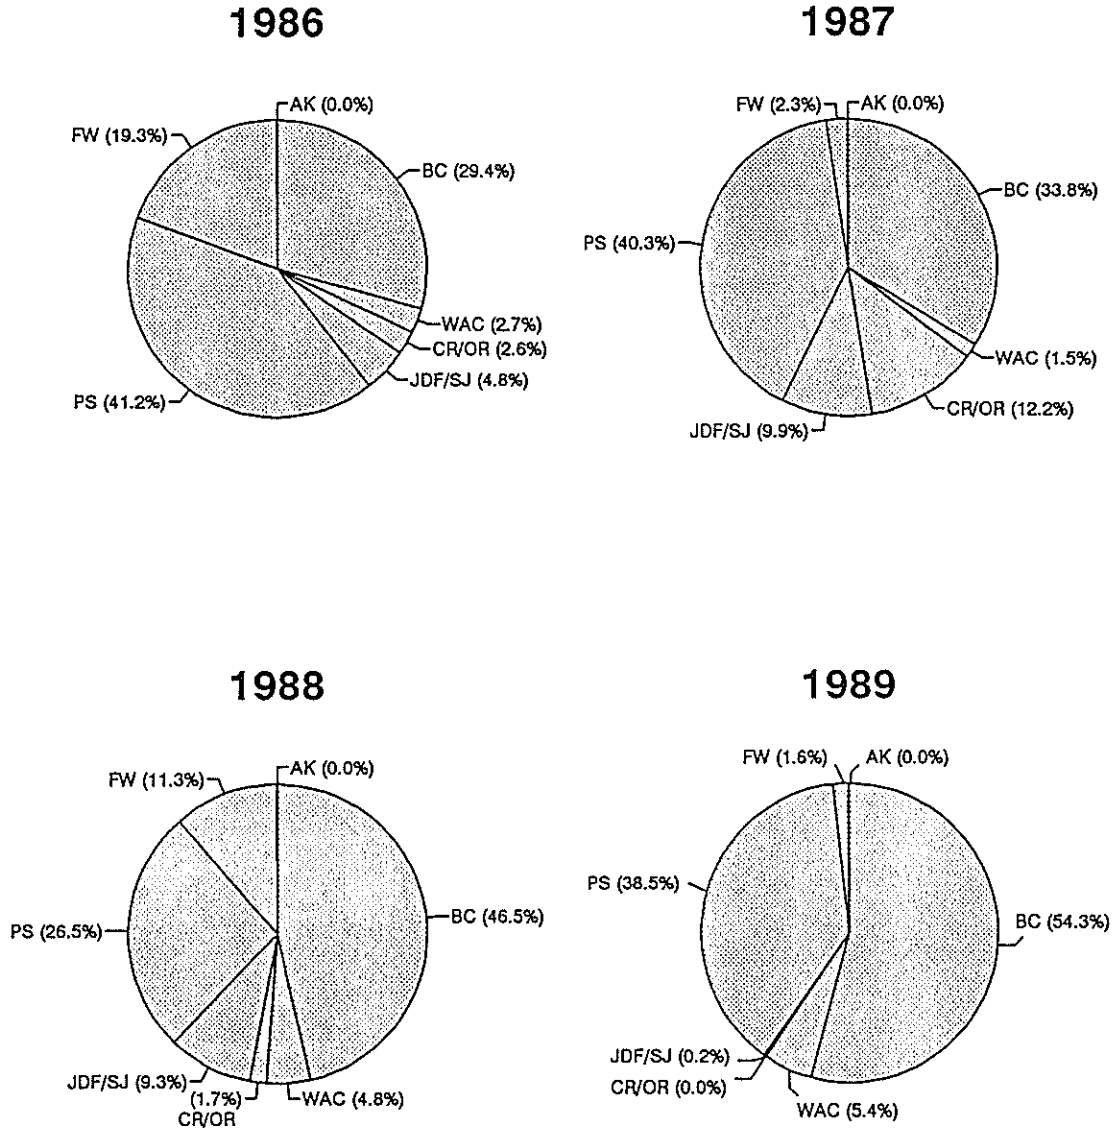 1986
AK (0.0%)
FW (19.3%)
BC (29.4%)
WAC (2.7%)
CR/OR (2.6%)
JDF/SJ (4.8%)
PS (41.2%)
1987
FW (2.3%)
AK (0.0%)
BC (33.8%)
PS (40.3%)
WAC (1.5%)
CR/OR (12.2%)
JDF/SJ (9.9%)
1988
AK (0.0%)
FW (11.3%)
BC (46.5%)
PS (26.5%)
JDF/SJ (9.3%)
(1.7%)
CR/OR
WAC (4.8%)
1989
FW (1.6%)
AK (0.0%)
PS (38.5%)
BC (54.3%)
JDF/SJ (0.2%)
CR/OR (0.0%)
WAC (5.4%)